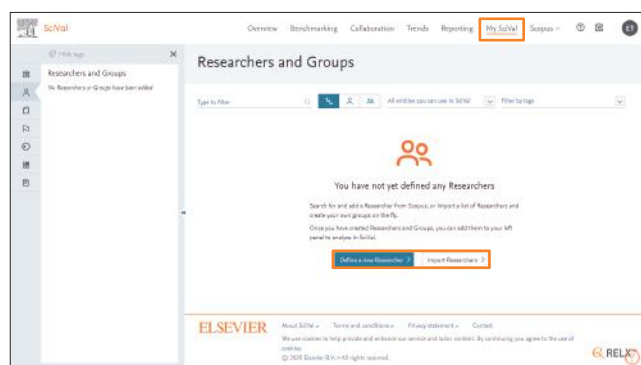 SciVal
Overview Benchmarking Collaboration Trends Reporting My SciVal Scopus
ET
Hide tags
Researchers and Groups
No Researchers or Groups have been added
Researchers and Groups
Type to filter
All entities you can use in SciVal
Filter by tags
You have not yet defined any Researchers
Search for and add a Researcher from Scopus, or import a list of Researchers and
create your own groups on the fly.
Once you have created Researchers and Groups, you can add them to your left
panel to analyze in SciVal.
Define a new Researcher
Import Researchers
ELSEVIER
About SciVal Terms and conditions Privacy statement Contact
We use cookies to help provide and enhance our service and tailor content. By continuing you agree to the use of
cookies
© 2020 Elsevier B.V. All rights reserved.
RELX